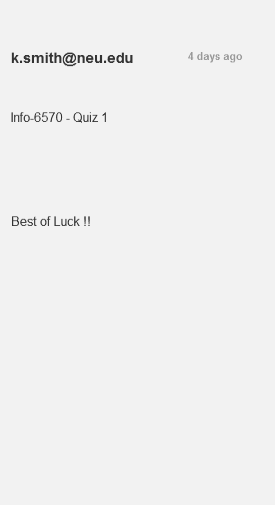 k.smith@neu.edu 4 days ago
Info-6570 - Quiz 1
Best of Luck !!